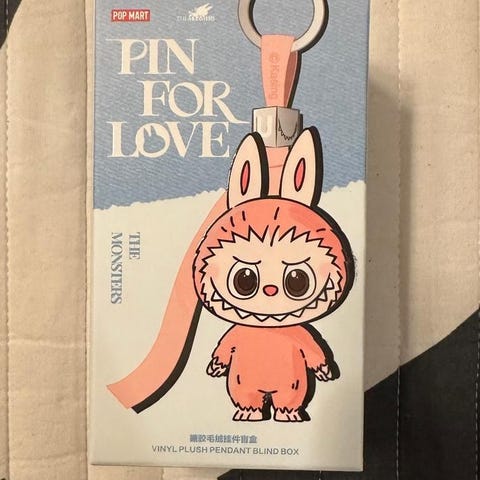 POP MART
THE MONSTERS
PIN
FOR
LOVE
© Kasing
THE
MONSTERS
搪胶毛绒挂件盲盒
VINYL PLUSH PENDANT BLIND BOX